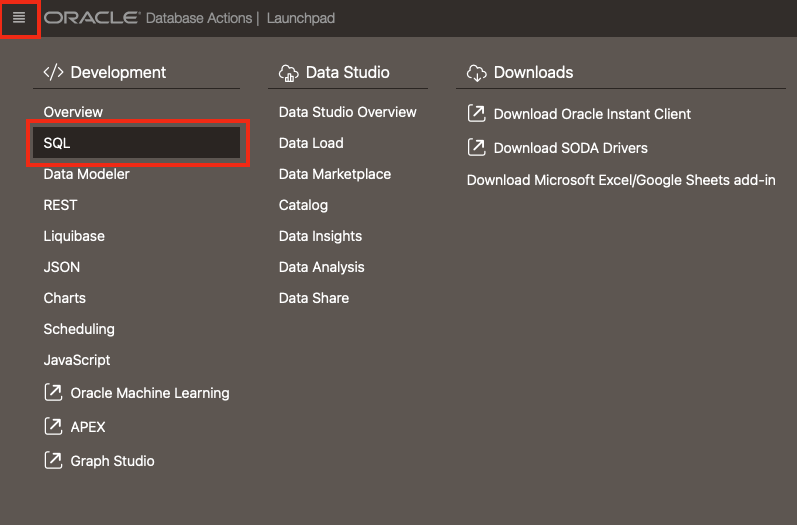 ORACLE® Database Actions | Launchpad
Development
Overview
SQL
Data Modeler
REST
Liquibase
JSON
Charts
Scheduling
JavaScript
Oracle Machine Learning
APEX
Graph Studio
Data Studio
Data Studio Overview
Data Load
Data Marketplace
Catalog
Data Insights
Data Analysis
Data Share
Downloads
Download Oracle Instant Client
Download SODA Drivers
Download Microsoft Excel/Google Sheets add-in